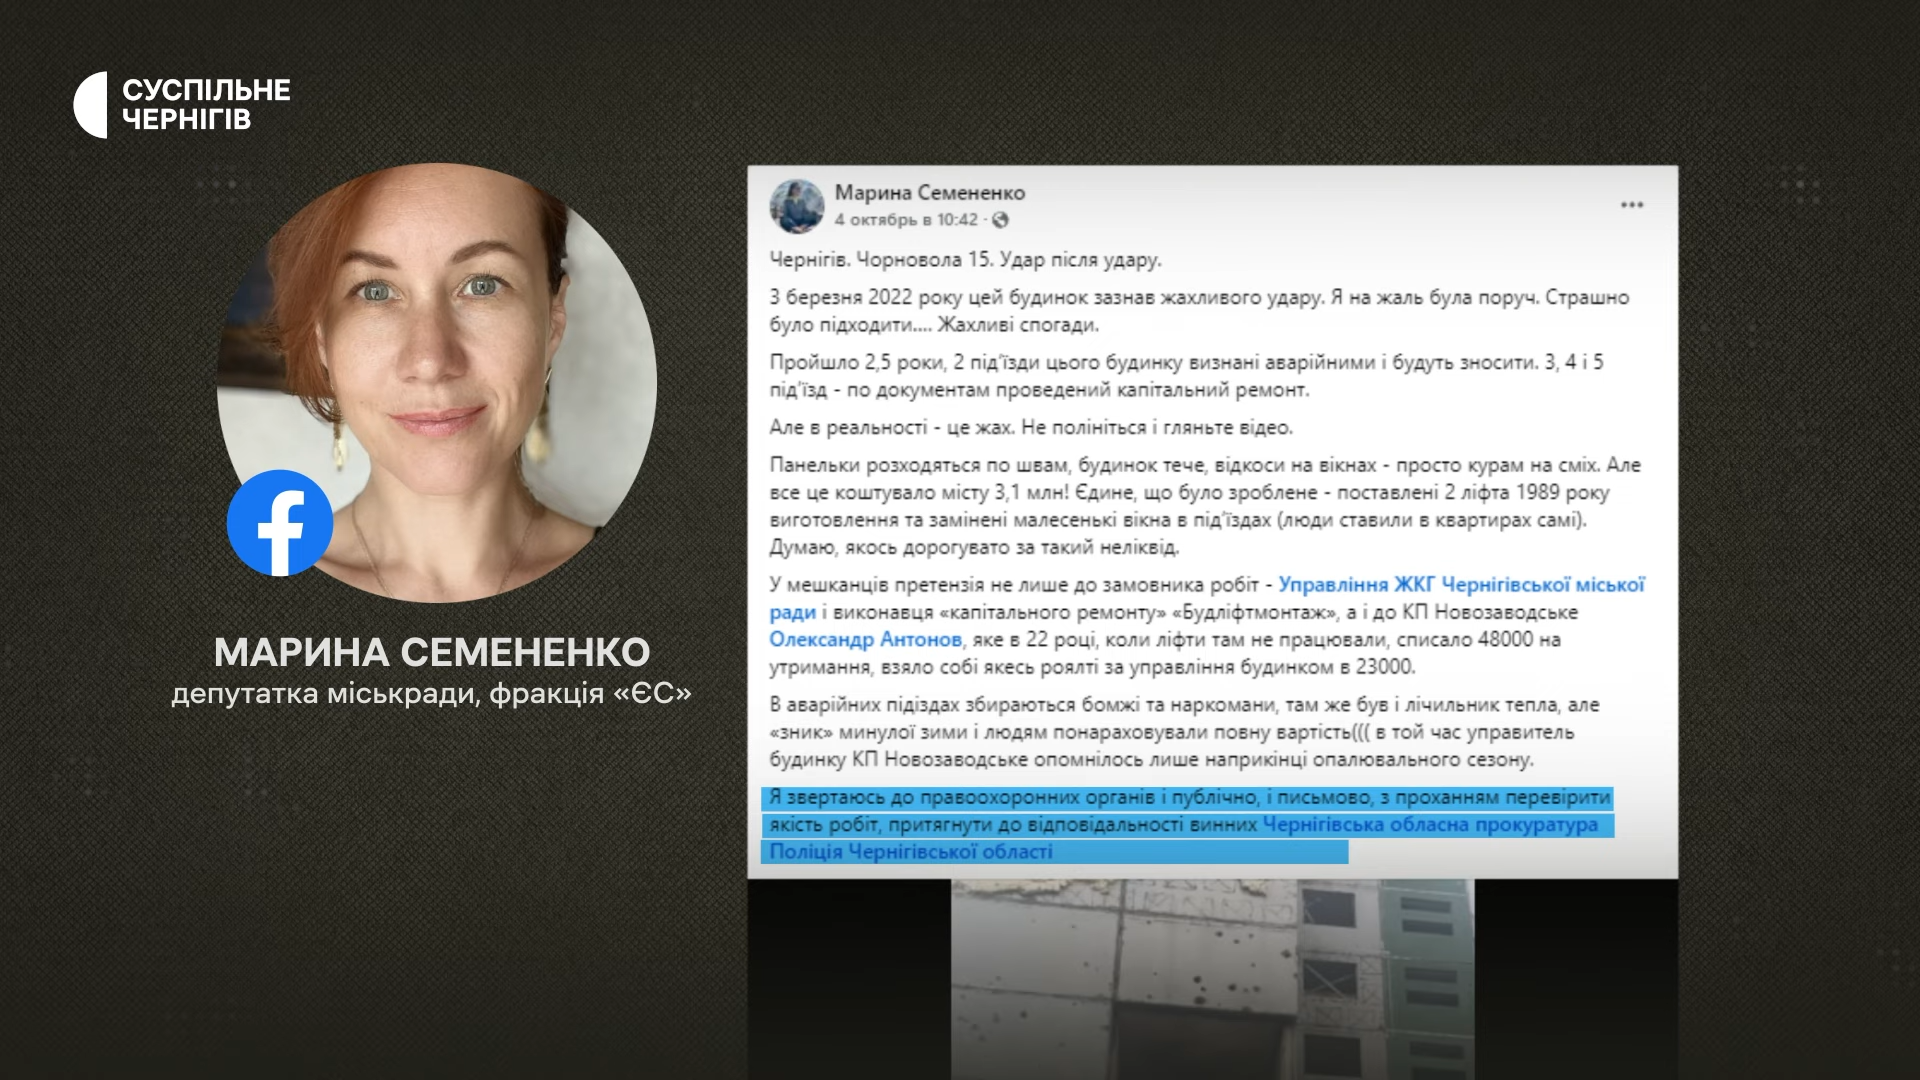 СУСПІЛЬНЕ
ЧЕРНІГІВ
МАРИНА СЕМЕНЕНКО
депутатка міськради, фракція «ЄС»
Марина Семененко
4 октябрь в 10:42 ·
Чернігів. Чорновола 15. Удар після удару.
3 березня 2022 року цей будинок зазнав жахливого удару. Я на жаль була поруч. Страшно
було підходити.... Жахливі спогади.
Пройшло 2,5 роки, 2 під'їзди цього будинку визнані аварійними і будуть зносити. 3, 4 і 5
під'їзд - по документам проведений капітальний ремонт.
Але в реальності - це жах. Не полініться і гляньте відео.
Панельки розходяться по швам, будинок тече, відкоси на вікнах - просто курам на сміх. Але
все це коштувало місту 3,1 млн! Єдине, що було зроблене - поставлені 2 ліфта 1989 року
виготовлення та замінені малесенькі вікна в під'їздах (люди ставили в квартирах самі).
Думаю, якось дорогувато за такий неліквід.
У мешканців претензія не лише до замовника робіт - Управління ЖКГ Чернігівської міської
ради і виконавця «капітального ремонту» «Будліфтмонтаж», а і до КП Новозаводське
Олександр Антонов, яке в 22 році, коли ліфти там не працювали, списало 48000 на
утримання, взяло собі якесь роялті за управління будинком в 23000.
В аварійних підїздах збираються бомжі та наркомани, там же був і лічильник тепла, але
«зник» минулої зими і людям понараховували повну вартість((( в той час управитель
будинку КП Новозаводське опомнілось лише наприкінці опалювального сезону.
Я звертаюсь до правоохоронних органів і публічно, і письмово, з проханням перевірити
якість робіт, притягнути до відповідальності винних Чернігівська обласна прокуратура
Поліція Чернігівської області